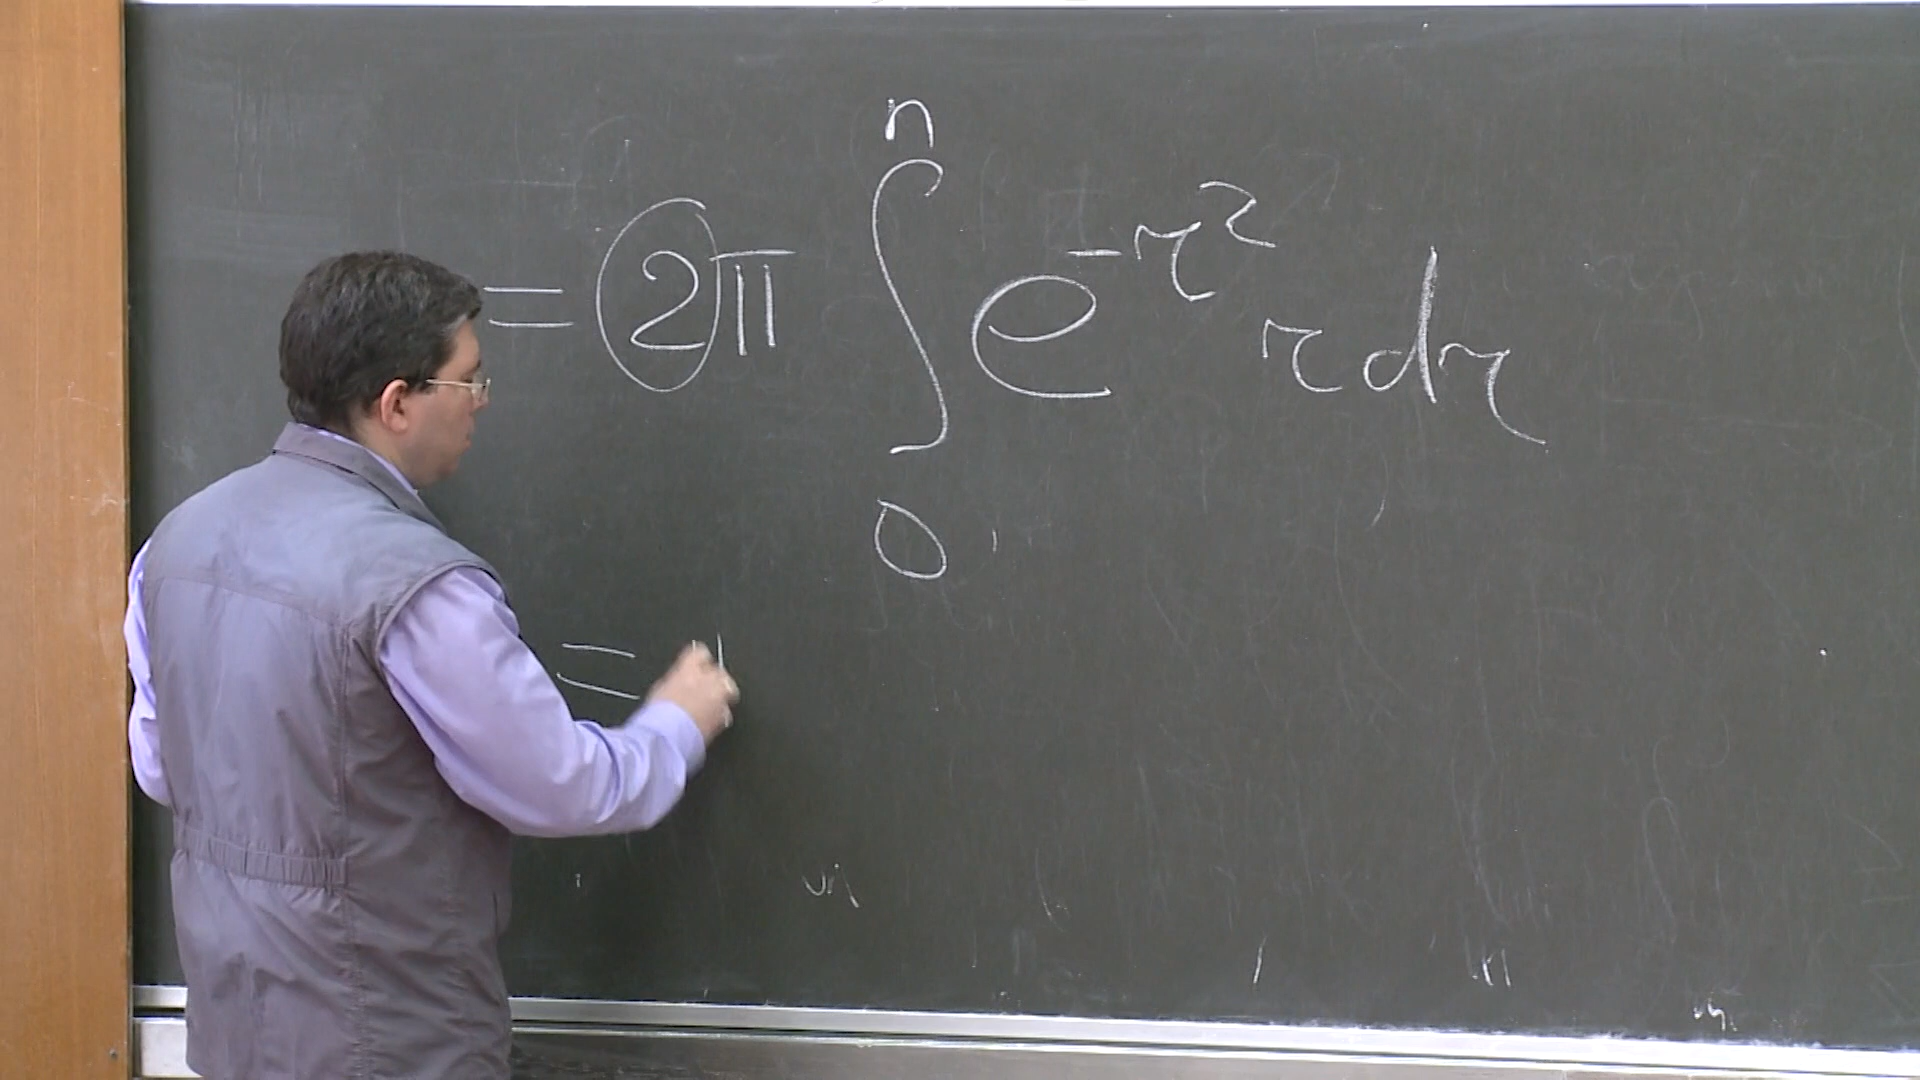 = 2π ∫₀ⁿ e^{-r²} r dr
=